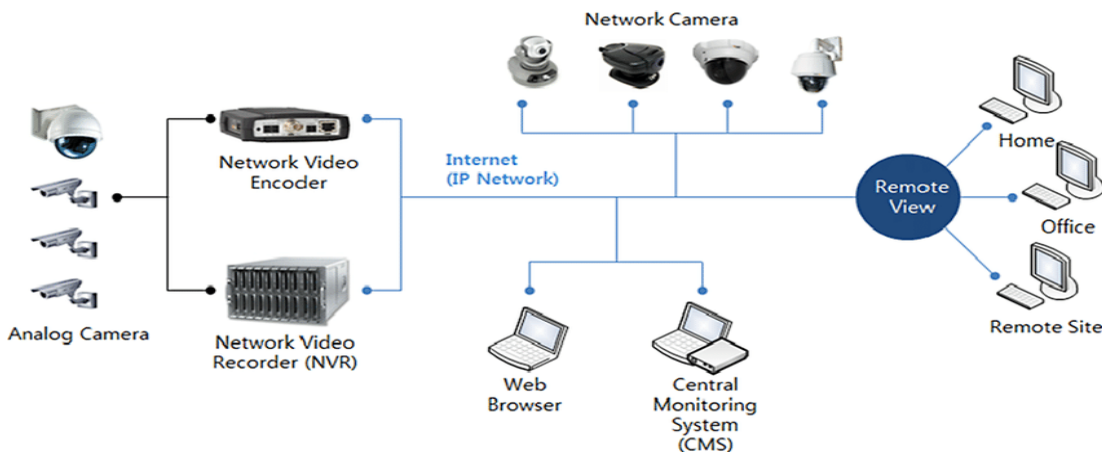 Network Camera
Network Video
Encoder
Internet
(IP Network)
Remote
View
Home
Office
Remote Site
Analog Camera
Network Video
Recorder (NVR)
Web
Browser
Central
Monitoring
System
(CMS)